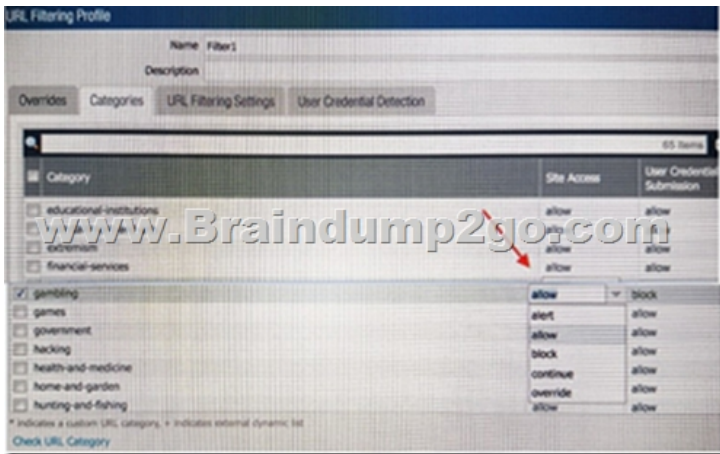 URL Filtering Profile
Name Filter1
Description
Overrides Categories URL Filtering Settings User Credential Detection
65 items
Category Site Access User Credential Submission
educational-institutions allow allow
www.Braindump2go.com
extremism allow allow
financial-services allow allow
gambling allow block
games alert allow
government allow allow
hacking block allow
health-and-medicine continue allow
home-and-garden override allow
hunting-and-fishing allow allow
* indicates a custom URL category, + indicates external dynamic list
Check URL Category